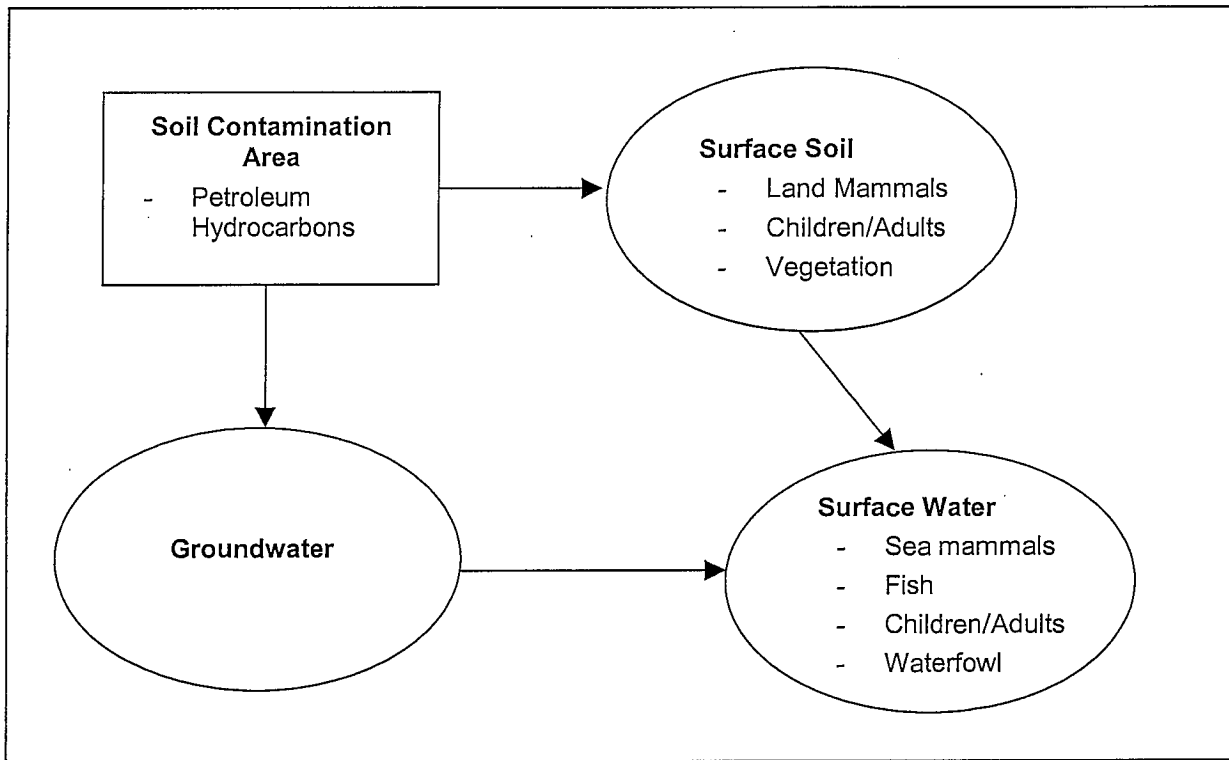 Soil Contamination
Area
- Petroleum
Hydrocarbons
Surface Soil
- Land Mammals
- Children/Adults
- Vegetation
Groundwater
Surface Water
- Sea mammals
- Fish
- Children/Adults
- Waterfowl